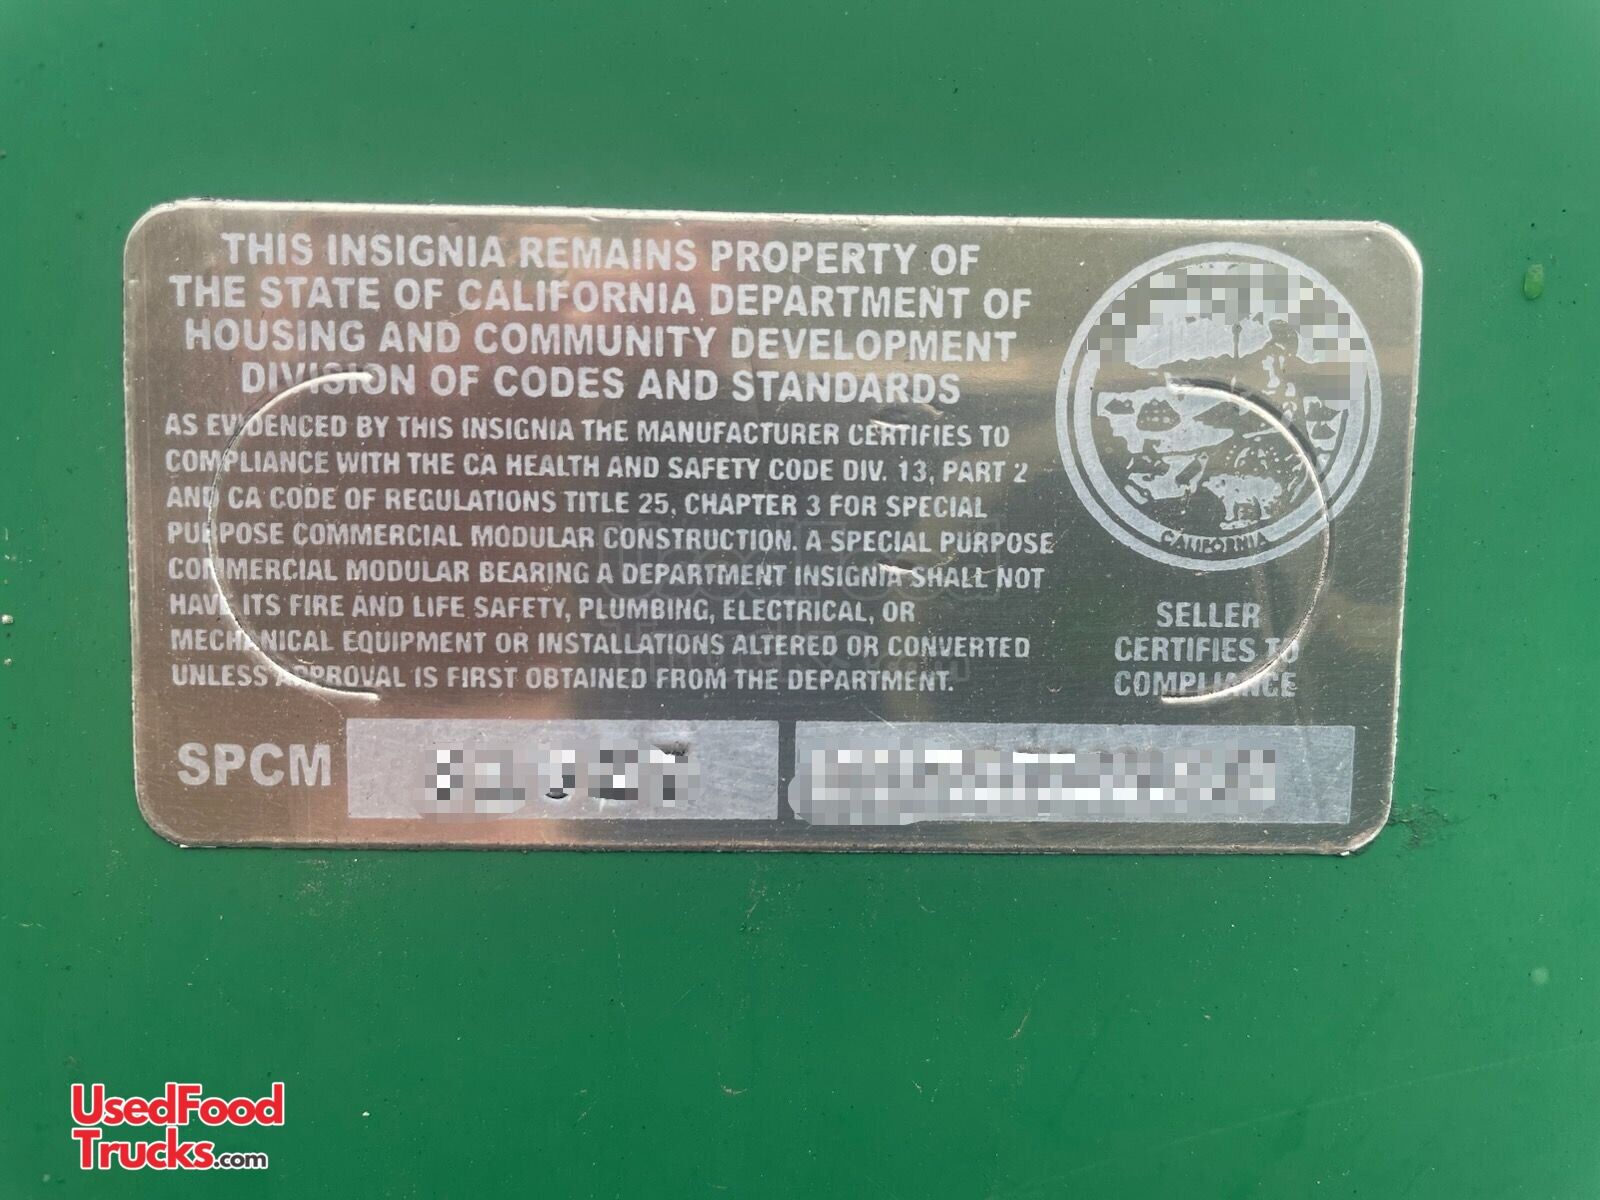 THIS INSIGNIA REMAINS PROPERTY OF
THE STATE OF CALIFORNIA DEPARTMENT OF
HOUSING AND COMMUNITY DEVELOPMENT
DIVISION OF CODES AND STANDARDS
AS EVIDENCED BY THIS INSIGNIA THE MANUFACTURER CERTIFIES TO
COMPLIANCE WITH THE CA HEALTH AND SAFETY CODE DIV. 13, PART 2
AND CA CODE OF REGULATIONS TITLE 25, CHAPTER 3 FOR SPECIAL
PURPOSE COMMERCIAL MODULAR CONSTRUCTION. A SPECIAL PURPOSE
COMMERCIAL MODULAR BEARING A DEPARTMENT INSIGNIA SHALL NOT
HAVE ITS FIRE AND LIFE SAFETY, PLUMBING, ELECTRICAL, OR
MECHANICAL EQUIPMENT OR INSTALLATIONS ALTERED OR CONVERTED
UNLESS APPROVAL IS FIRST OBTAINED FROM THE DEPARTMENT.
CALIFORNIA
SELLER
CERTIFIES TO
COMPLIANCE
SPCM
UsedFood
Trucks.com
UsedFood
Trucks.com